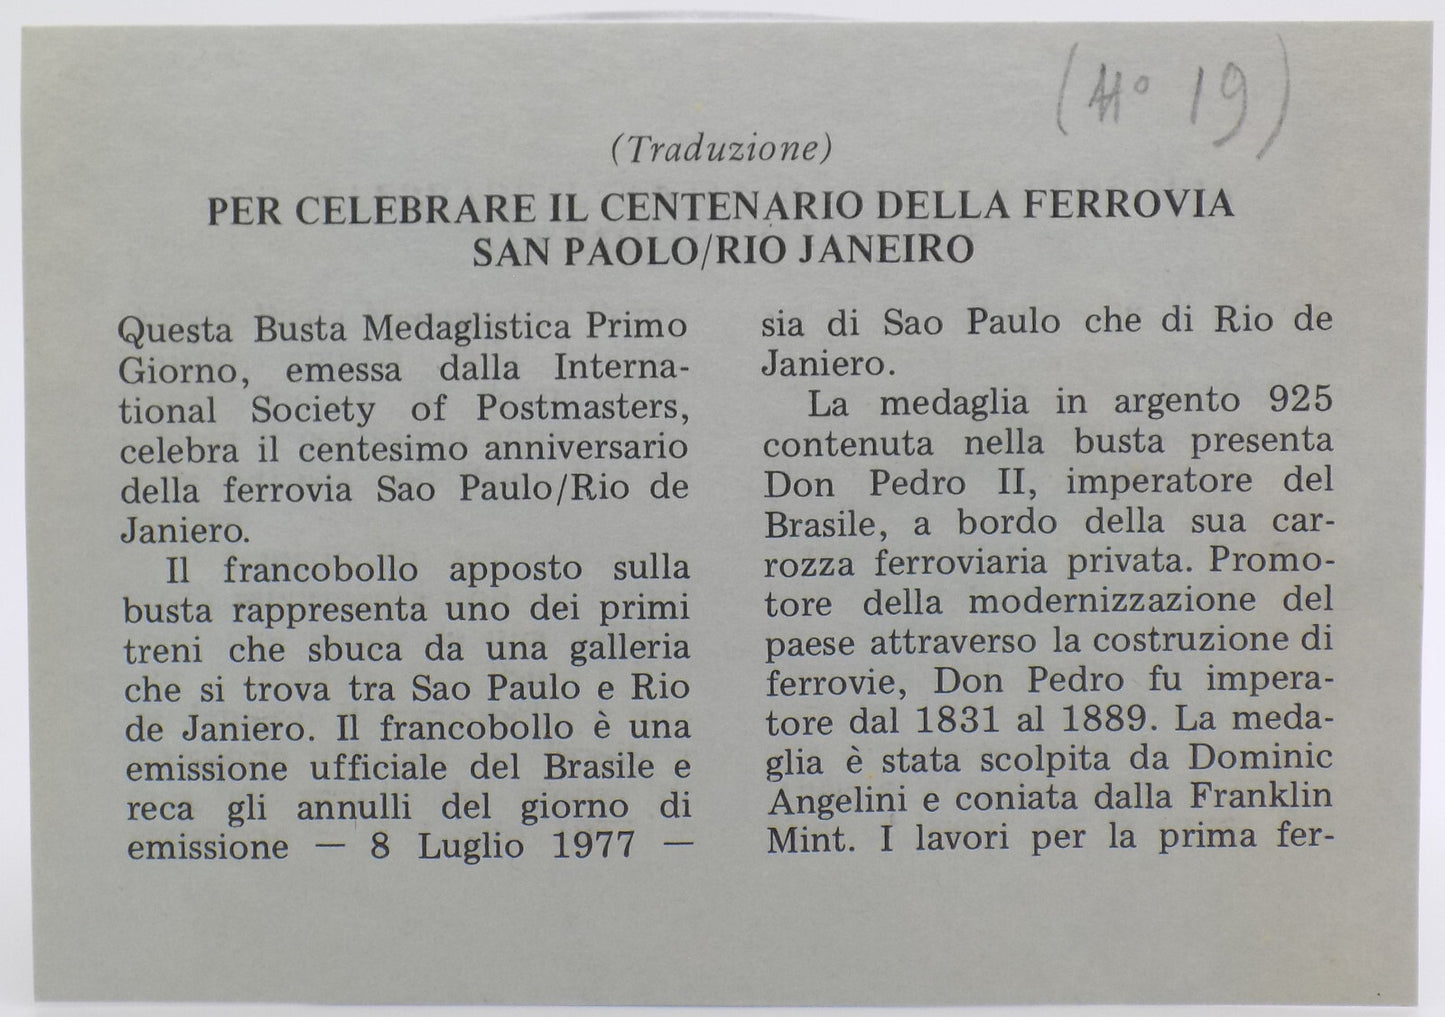 (N° 19)
(Traduzione)
PER CELEBRARE IL CENTENARIO DELLA FERROVIA
SAN PAOLO/RIO JANEIRO
Questa Busta Medaglistica Primo
Giorno, emessa dalla Interna-
tional Society of Postmasters,
celebra il centesimo anniversario
della ferrovia Sao Paulo/Rio de
Janiero.
Il francobollo apposto sulla
busta rappresenta uno dei primi
treni che sbuca da una galleria
che si trova tra Sao Paulo e Rio
de Janiero. Il francobollo è una
emissione ufficiale del Brasile e
reca gli annulli del giorno di
emissione — 8 Luglio 1977 —
sia di Sao Paulo che di Rio de
Janiero.
La medaglia in argento 925
contenuta nella busta presenta
Don Pedro II, imperatore del
Brasile, a bordo della sua car-
rozza ferroviaria privata. Promo-
tore della modernizzazione del
paese attraverso la costruzione di
ferrovie, Don Pedro fu impera-
tore dal 1831 al 1889. La meda-
glia è stata scolpita da Dominic
Angelini e coniata dalla Franklin
Mint. I lavori per la prima fer-